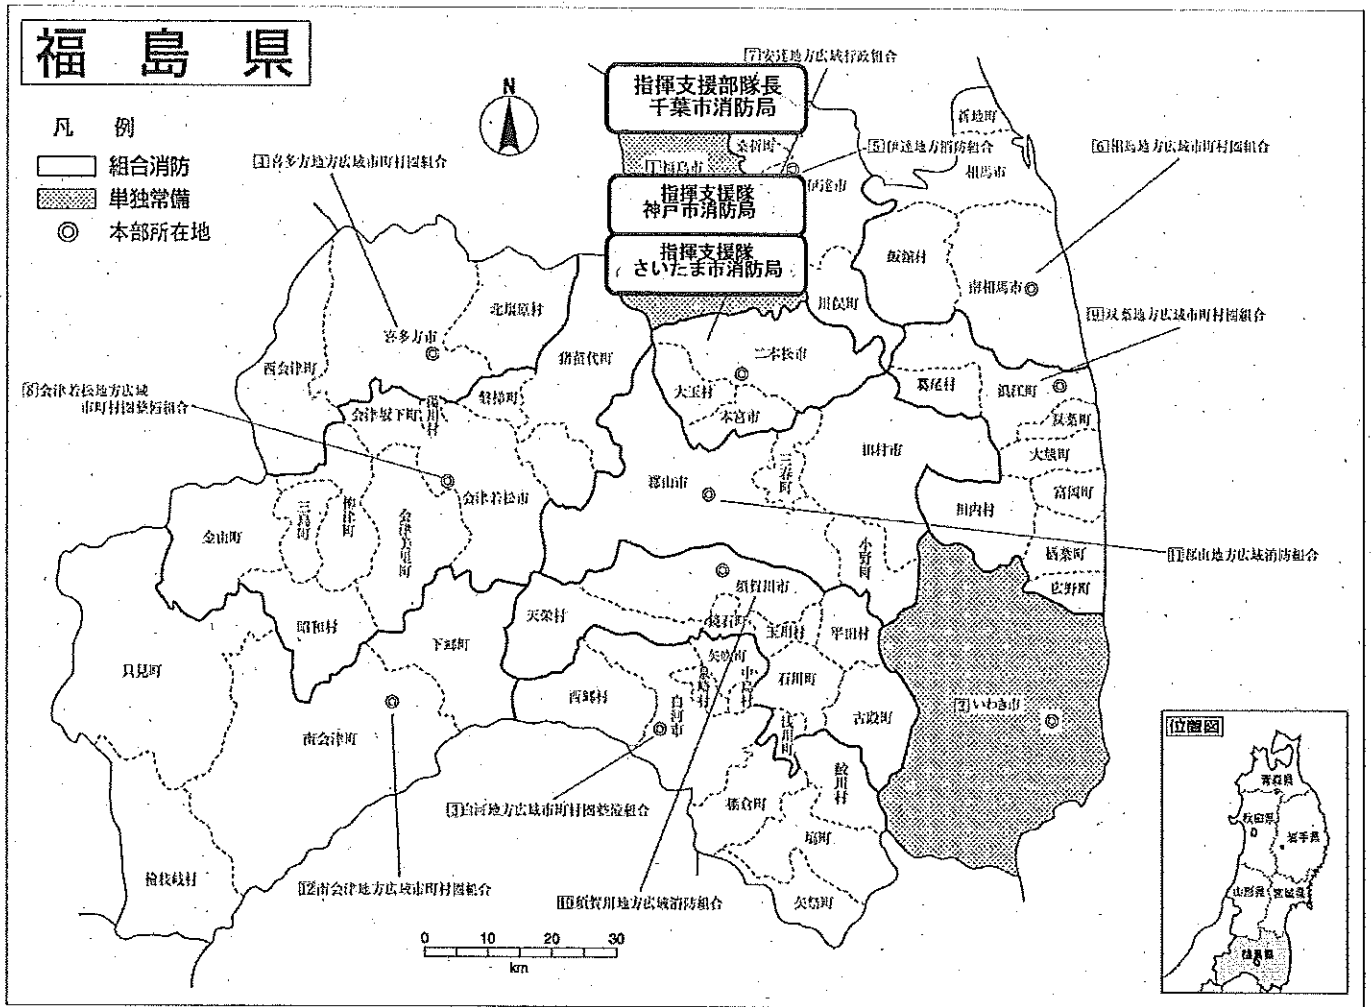 福島県
凡 例
組合消防
単独常備
本部所在地
N
指揮支援部隊長
千葉市消防局
指揮支援隊
神戸市消防局
指揮支援隊
さいたま市消防局
7安達地方広域行政組合
5伊達地方消防組合
6相馬地方広域市町村圏組合
9双葉地方広域市町村圏組合
11郡山地方広域消防組合
10須賀川地方広域消防組合
3白河地方広域市町村圏整備組合
12南会津地方広域市町村圏組合
8会津若松地方広域
市町村圏整備組合
4喜多方地方広域市町村圏組合
1福島市
桑折町
伊達市
新地町
相馬市
飯舘村
南相馬市
川俣町
二本松市
大玉村
本宮市
葛尾村
浪江町
双葉町
大熊町
富岡町
川内村
楢葉町
広野町
田村市
三春町
小野町
郡山市
猪苗代町
北塩原村
喜多方市
西会津町
磐梯町
湯川村
会津坂下町
会津若松市
会津美里町
柳津町
三島町
金山町
昭和村
只見町
下郷町
南会津町
檜枝岐村
天栄村
須賀川市
鏡石町
玉川村
平田村
石川町
古殿町
浅川町
矢吹町
中島村
泉崎村
西郷村
白河市
棚倉町
鮫川村
塙町
矢祭町
2いわき市
0 10 20 30
km
位置図
青森県
秋田県
岩手県
山形県
宮城県
福島県